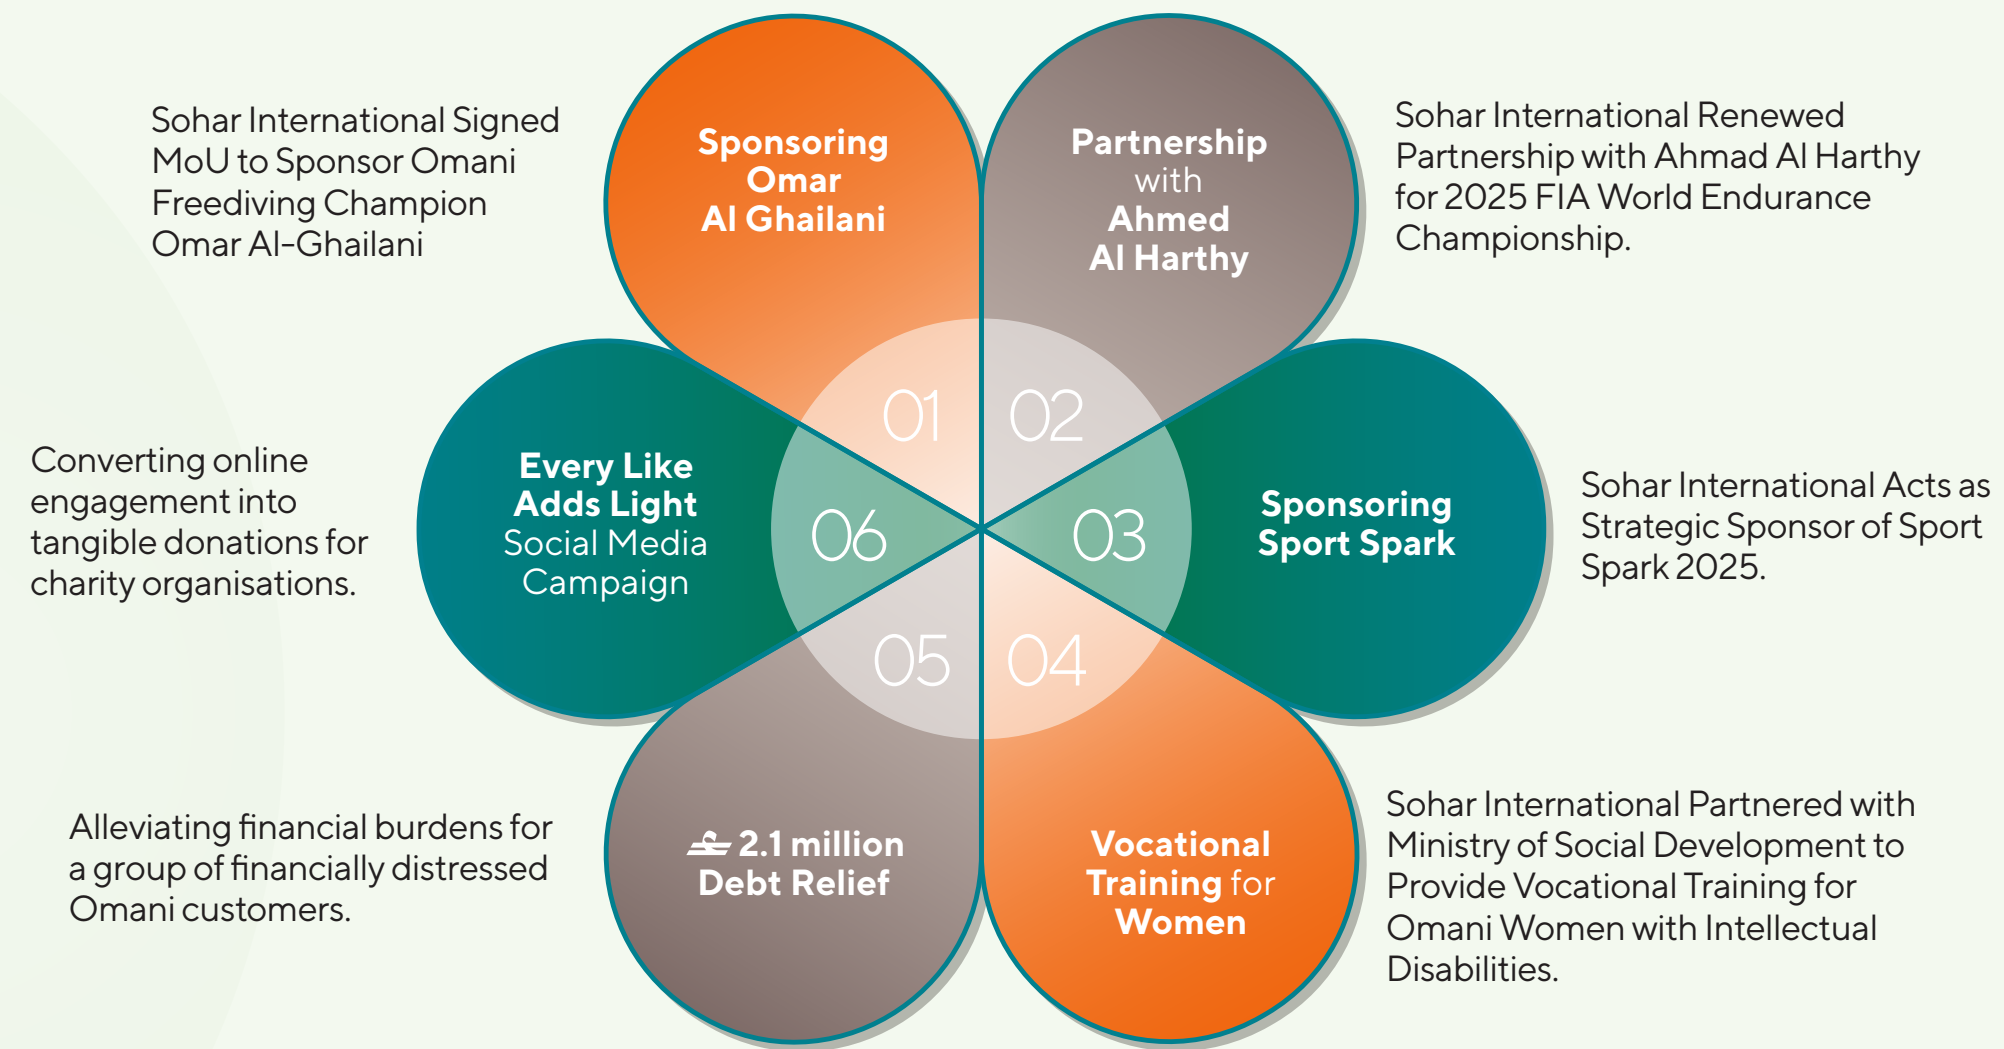 Sohar International Signed
MoU to Sponsor Omani
Freediving Champion
Omar Al-Ghailani
Sponsoring
Omar
Al Ghailani
01
Partnership
with
Ahmed
Al Harthy
02
Sohar International Renewed
Partnership with Ahmad Al Harthy
for 2025 FIA World Endurance
Championship.
Sponsoring
Sport Spark
03
Sohar International Acts as
Strategic Sponsor of Sport
Spark 2025.
Vocational
Training for
Women
04
Sohar International Partnered with
Ministry of Social Development to
Provide Vocational Training for
Omani Women with Intellectual
Disabilities.
2.1 million
Debt Relief
05
Alleviating financial burdens for
a group of financially distressed
Omani customers.
Every Like
Adds Light
Social Media
Campaign
06
Converting online
engagement into
tangible donations for
charity organisations.